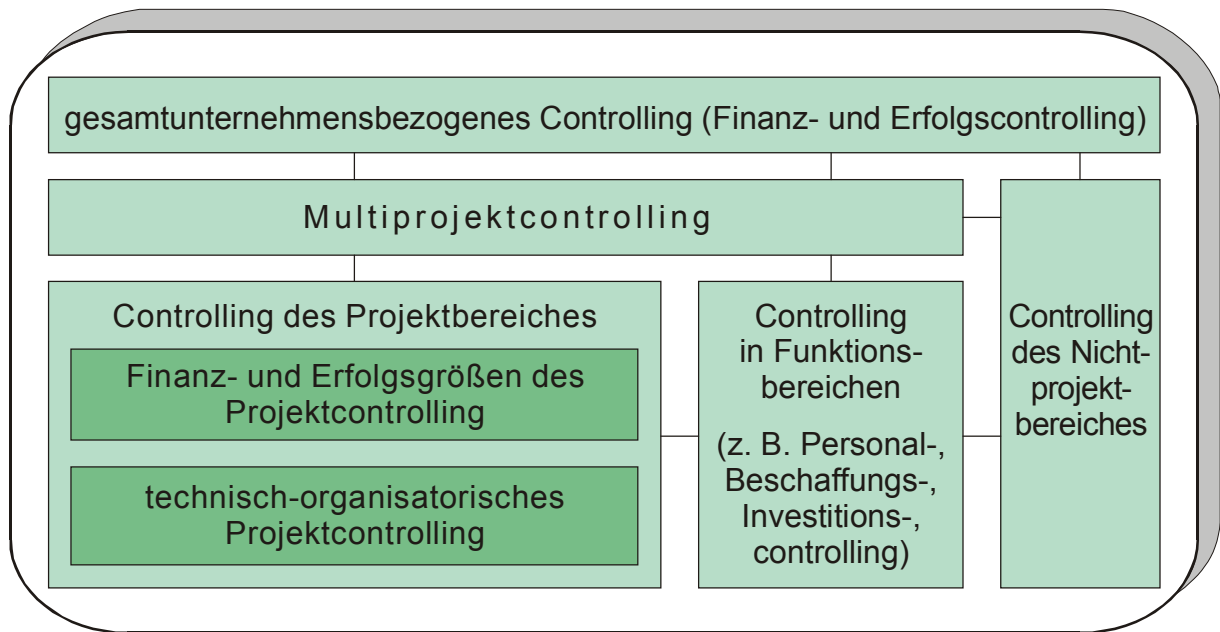 gesamtunternehmensbezogenes Controlling (Finanz- und Erfolgscontrolling)
Multiprojektcontrolling
Controlling des Projektbereiches
Finanz- und Erfolgsgrößen des
Projektcontrolling
technisch-organisatorisches
Projektcontrolling
Controlling
in Funktions-
bereichen
(z. B. Personal-,
Beschaffungs-,
Investitions-,
controlling)
Controlling
des Nicht-
projekt-
bereiches